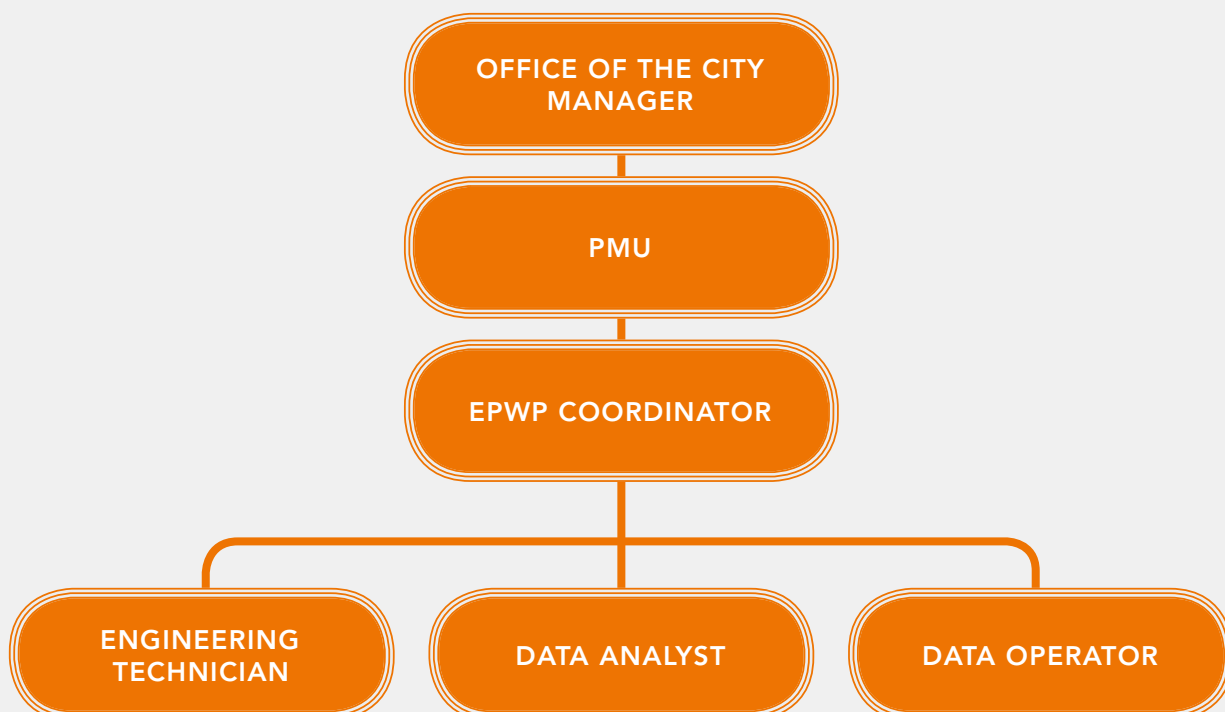 OFFICE OF THE CITY
MANAGER
PMU
EPWP COORDINATOR
ENGINEERING
TECHNICIAN
DATA ANALYST
DATA OPERATOR